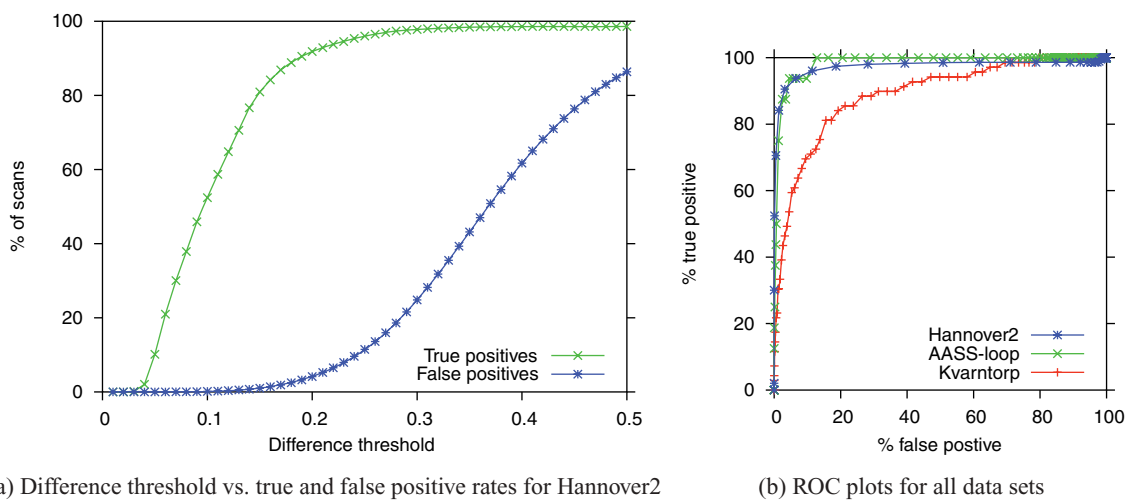 100
80
60
40
20
0
% of scans
0
0.1
0.2
0.3
0.4
0.5
Difference threshold
True positives
False positives
100
80
60
40
20
0
% true positive
0
20
40
60
80
100
% false postive
Hannover2
AASS-loop
Kvarntorp
a) Difference threshold vs. true and false positive rates for Hannover2
(b) ROC plots for all data sets